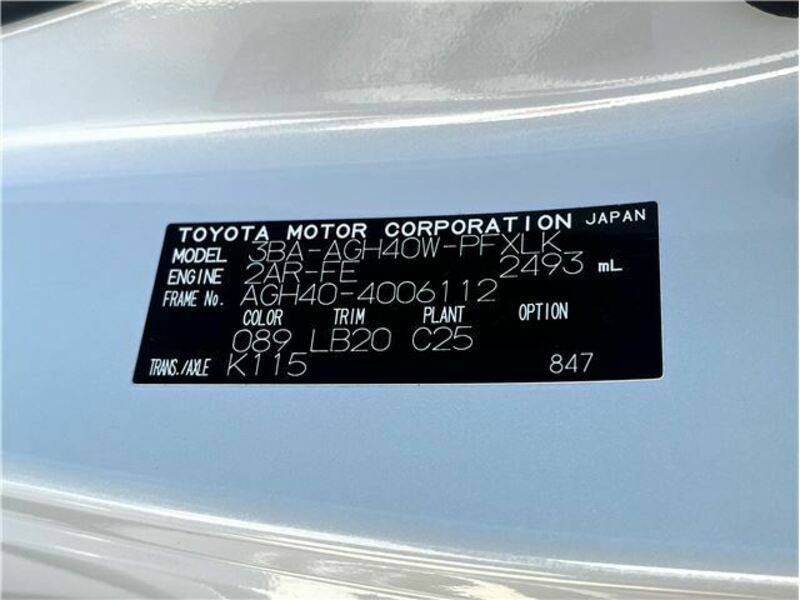 TOYOTA MOTOR CORPORATION JAPAN
MODEL 3BA-AGH40W-PFXLK
ENGINE 2AR-FE 2493 mL
FRAME No. AGH40-4006112
COLOR TRIM PLANT OPTION
089 LB20 C25
TRANS./AXLE K115 847